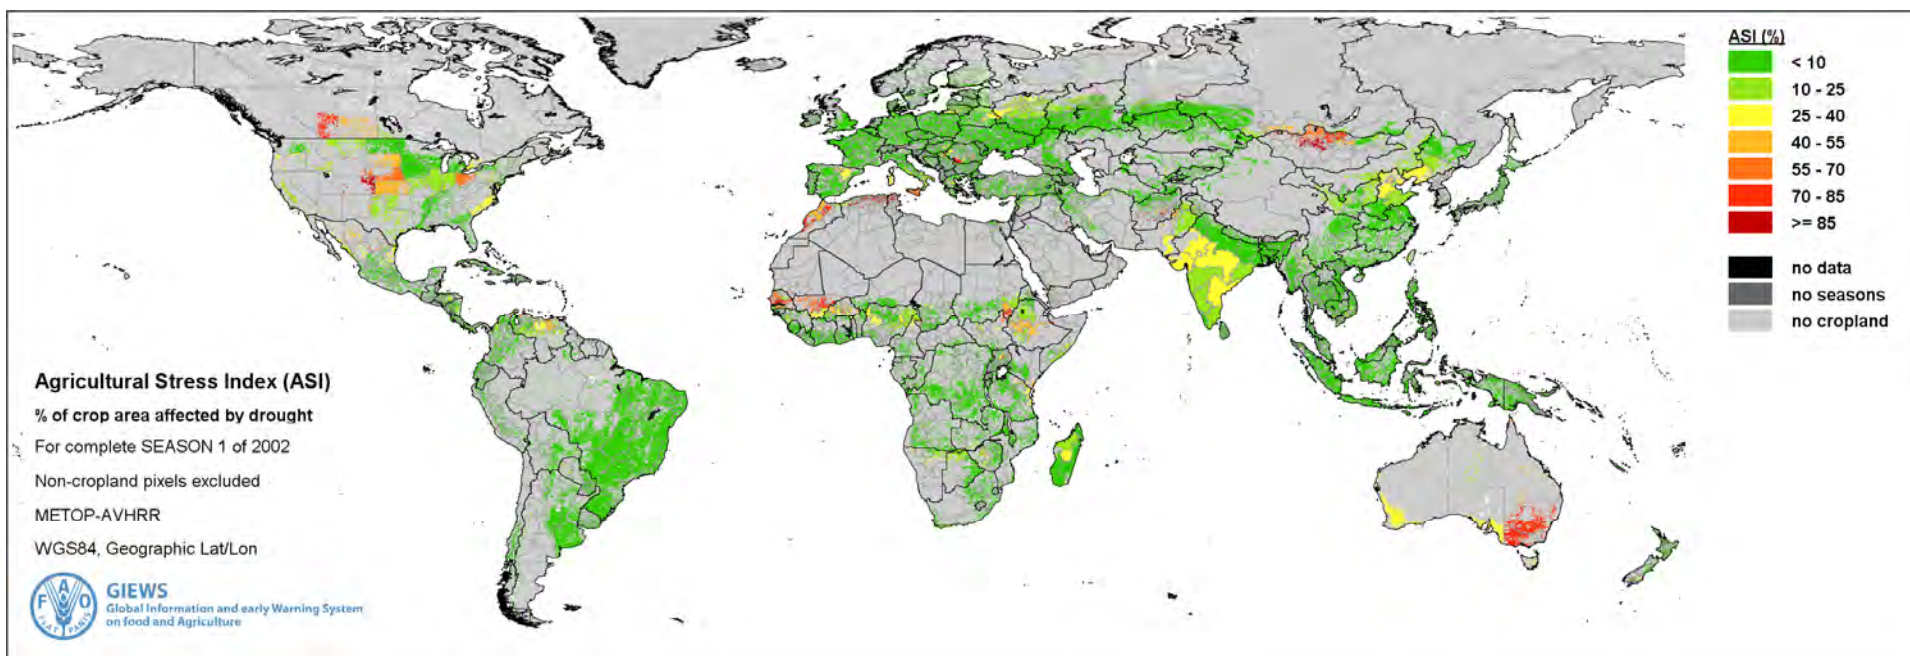 ASI (%)
< 10
10 - 25
25 - 40
40 - 55
55 - 70
70 - 85
>= 85
no data
no seasons
no cropland
Agricultural Stress Index (ASI)
% of crop area affected by drought
For complete SEASON 1 of 2002
Non-cropland pixels excluded
METOP-AVHRR
WGS84, Geographic Lat/Lon
F A O
FIAT PANIS
GIEWS
Global Information and early Warning System
on food and Agriculture